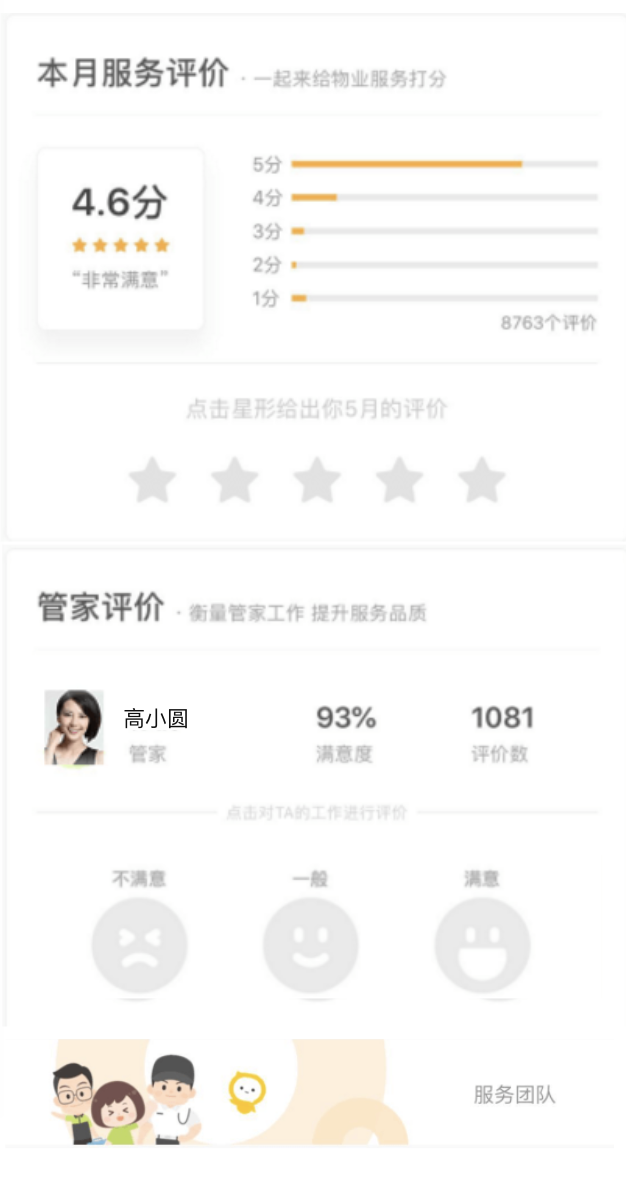 本月服务评价 · 一起来给物业服务打分
4.6分
“非常满意”
5分
4分
3分
2分
1分
8763个评价
点击星形给出你5月的评价
管家评价 · 衡量管家工作 提升服务品质
高小圆 93% 1081
管家 满意度 评价数
点击对TA的工作进行评价
不满意 一般 满意
服务团队